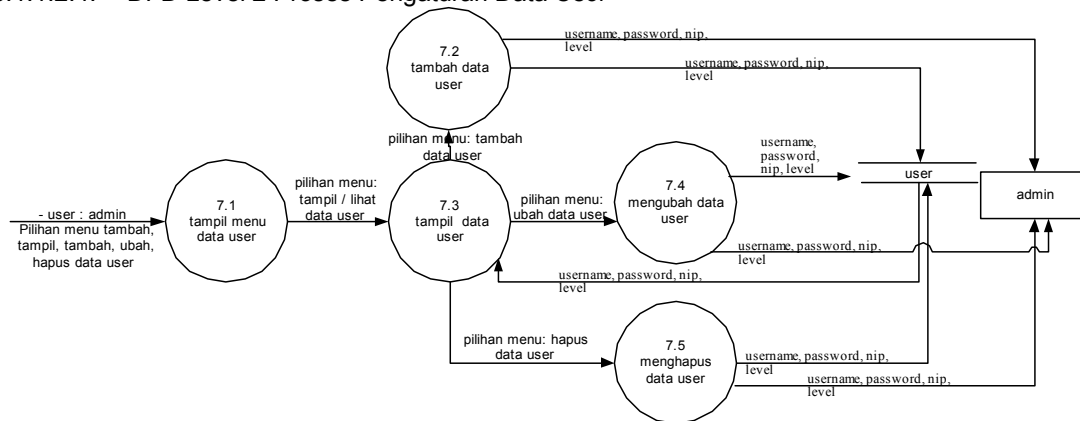 DFD Level 2 Proses Pengaturan Data User
username, password, nip,
level
7.2
tambah data
user
username, password, nip,
level
pilihan menu: tambah
data user
username,
password,
nip, level
user
admin
7.4
mengubah data
user
pilihan menu:
tampil / lihat
data user
pilihan menu:
ubah data user
7.1
tampil menu
data user
7.3
tampil data
user
- user : admin
Pilihan menu tambah,
tampil, tambah, ubah,
hapus data user
username, password, nip,
level
username, password, nip,
level
pilihan menu: hapus
data user
7.5
menghapus
data user
username, password, nip,
level
username, password, nip,
level